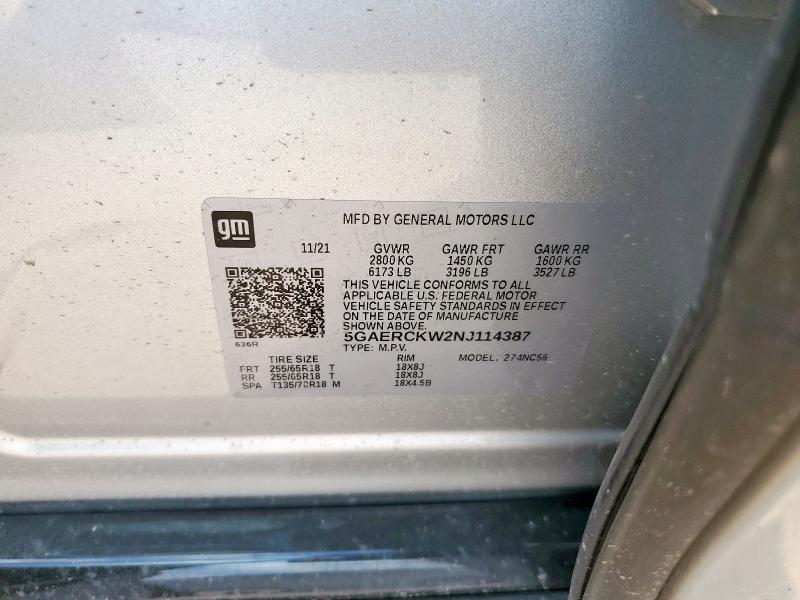 gm
MFD BY GENERAL MOTORS LLC
11/21 GVWR GAWR FRT GAWR RR
2800 KG 1450 KG 1600 KG
6173 LB 3196 LB 3527 LB
THIS VEHICLE CONFORMS TO ALL
APPLICABLE U.S. FEDERAL MOTOR
VEHICLE SAFETY STANDARDS IN EFFECT
ON THE DATE OF MANUFACTURE
SHOWN ABOVE.
5GAERCKW2NJ114387
TYPE: M.P.V. MODEL: 274NC56
636R
TIRE SIZE RIM
FRT 255/65R18 T 18X8J
RR 255/65R18 T 18X8J
SPA T135/70R18 M 18X4.5B